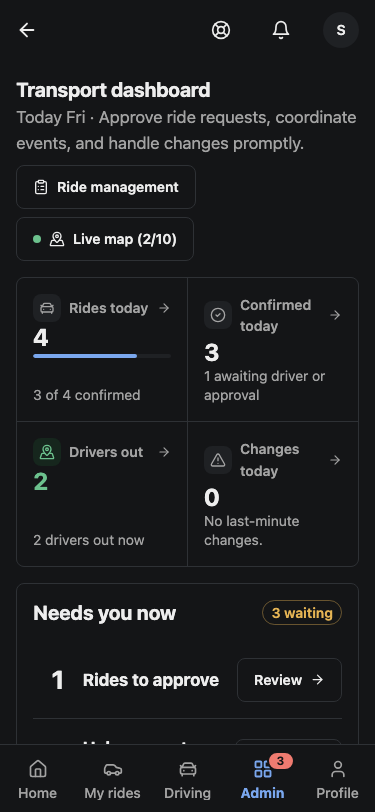 S
Transport dashboard
Today Fri · Approve ride requests, coordinate
events, and handle changes promptly.
Ride management
Live map (2/10)
Rides today
4
3 of 4 confirmed
Confirmed
today
3
1 awaiting driver or
approval
Drivers out
2
2 drivers out now
Changes
today
0
No last-minute
changes.
Needs you now
3 waiting
1 Rides to approve
Review
Home
My rides
Driving
Admin
3
Profile